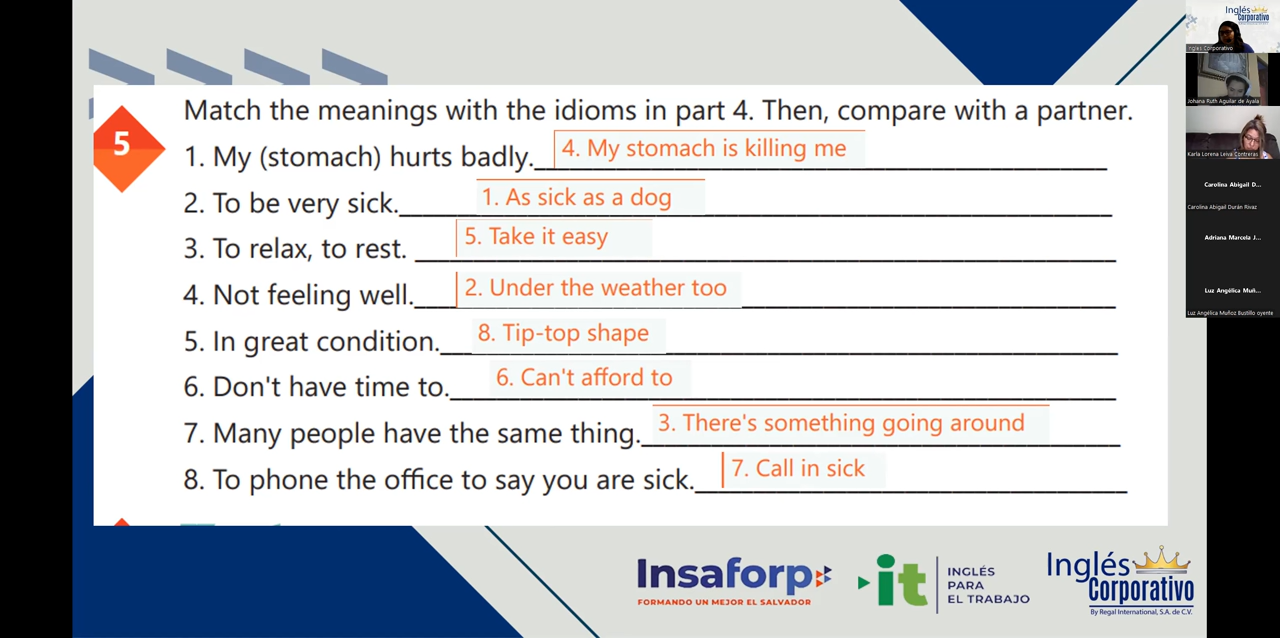 5
Match the meanings with the idioms in part 4. Then, compare with a partner.
1. My (stomach) hurts badly. 4. My stomach is killing me
2. To be very sick. 1. As sick as a dog
3. To relax, to rest. 5. Take it easy
4. Not feeling well. 2. Under the weather too
5. In great condition. 8. Tip-top shape
6. Don't have time to. 6. Can't afford to
7. Many people have the same thing. 3. There's something going around
8. To phone the office to say you are sick. 7. Call in sick
Insaforp
FORMANDO UN MEJOR EL SALVADOR
it
INGLÉS
PARA
EL TRABAJO
Inglés
Corporativo
By Regal International, S.A. de C.V.
Inglés
Corporativo
Ingles Corporativo
Johana Ruth Aguilar de Ayala
Karla Lorena Leiva Contreras
Carolina Abigail D...
Carolina Abigail Durán Rivaz
Adriana Marcela J...
Luz Angélica Muñ...
Luz Angélica Muñoz Bustillo oyente